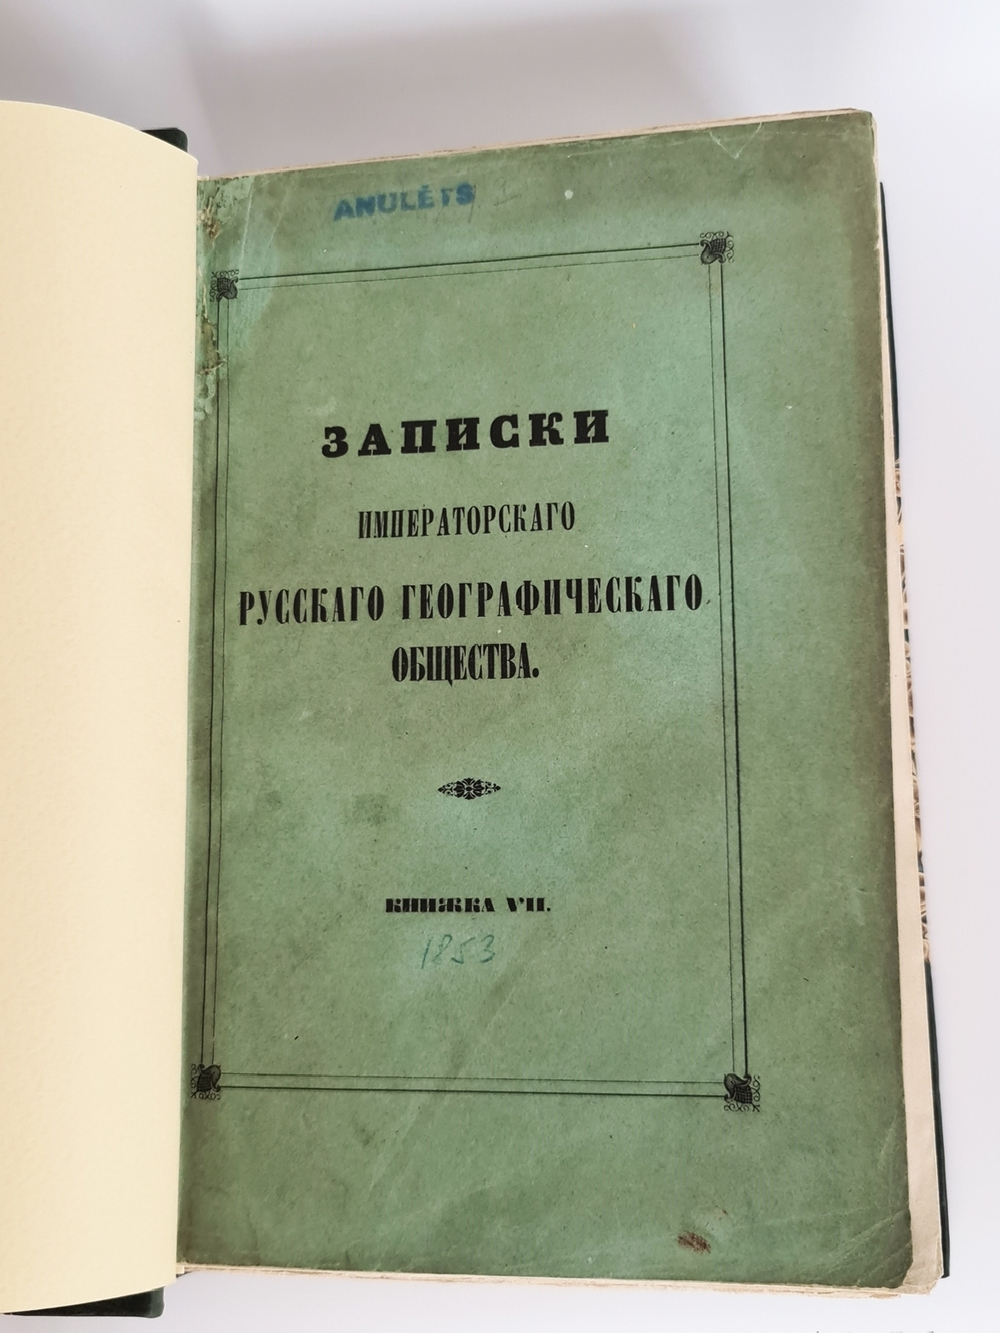 ANULĒTS
ЗАПИСКИ
ИМПЕРАТОРСКАГО
РУССКАГО ГЕОГРАФИЧЕСКАГО
ОБЩЕСТВА.
КНИЖКА VII.
1853